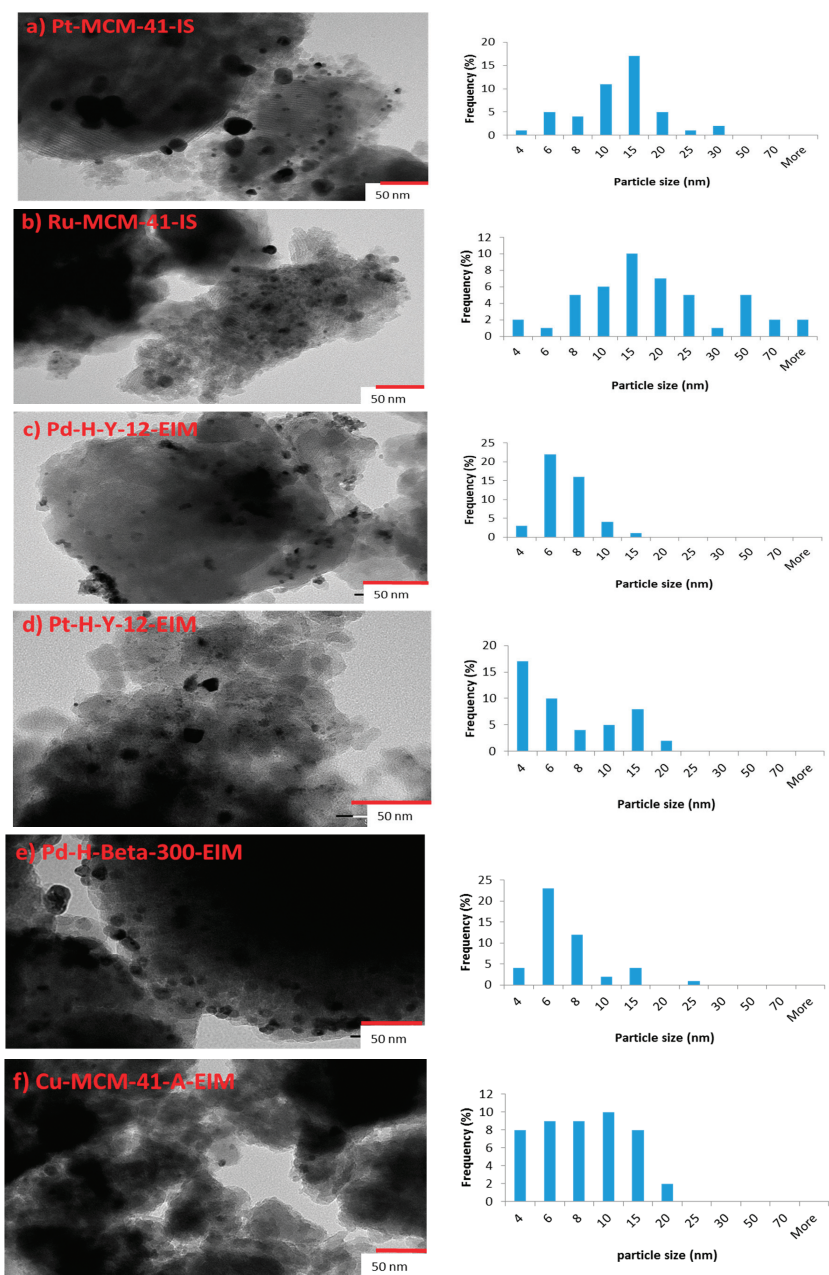 a) Pt-MCM-41-IS
50 nm
Frequency (%)
20
15
10
5
0
4 6 8 10 15 20 25 30 50 70 More
Particle size (nm)
b) Ru-MCM-41-IS
50 nm
Frequency (%)
12
10
8
6
4
2
0
4 6 8 10 15 20 25 30 50 70 More
Particle size (nm)
c) Pd-H-Y-12-EIM
50 nm
Frequency (%)
25
20
15
10
5
0
4 6 8 10 15 20 25 30 50 70 More
Particle size (nm)
d) Pt-H-Y-12-EIM
50 nm
Frequency (%)
20
15
10
5
0
4 6 8 10 15 20 25 30 50 70 More
Particle size (nm)
e) Pd-H-Beta-300-EIM
50 nm
Frequency (%)
25
20
15
10
5
0
4 6 8 10 15 20 25 30 50 70 More
Particle size (nm)
f) Cu-MCM-41-A-EIM
50 nm
Frequency (%)
12
10
8
6
4
2
0
4 6 8 10 15 20 25 30 50 70 More
particle size (nm)